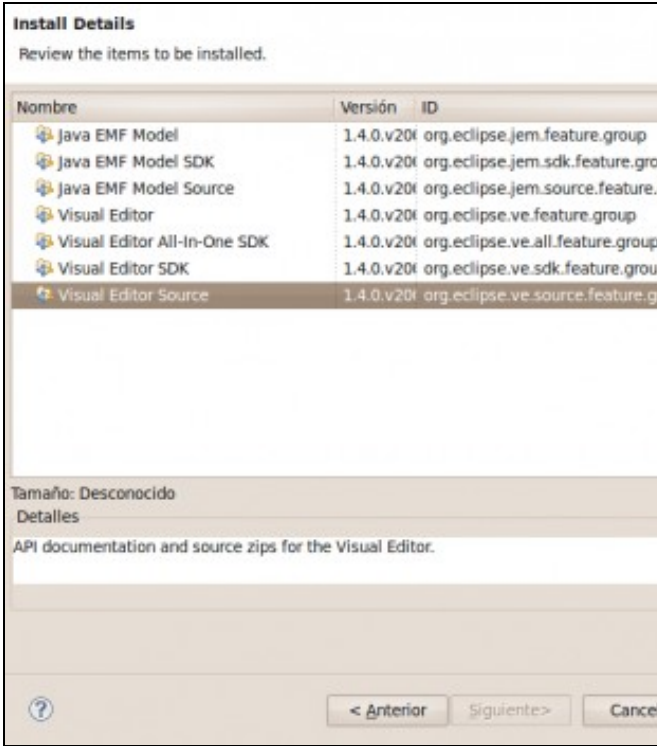 Install Details
Review the items to be installed.
Nombre Versión ID
Java EMF Model 1.4.0.v20 org.eclipse.jem.feature.group
Java EMF Model SDK 1.4.0.v20 org.eclipse.jem.sdk.feature.gro
Java EMF Model Source 1.4.0.v20 org.eclipse.jem.source.feature.
Visual Editor 1.4.0.v20 org.eclipse.ve.feature.group
Visual Editor All-In-One SDK 1.4.0.v20 org.eclipse.ve.all.feature.group
Visual Editor SDK 1.4.0.v20 org.eclipse.ve.sdk.feature.grou
Visual Editor Source 1.4.0.v20 org.eclipse.ve.source.feature.g
Tamaño: Desconocido
Detalles
API documentation and source zips for the Visual Editor.
? < Anterior Siguiente> Cance